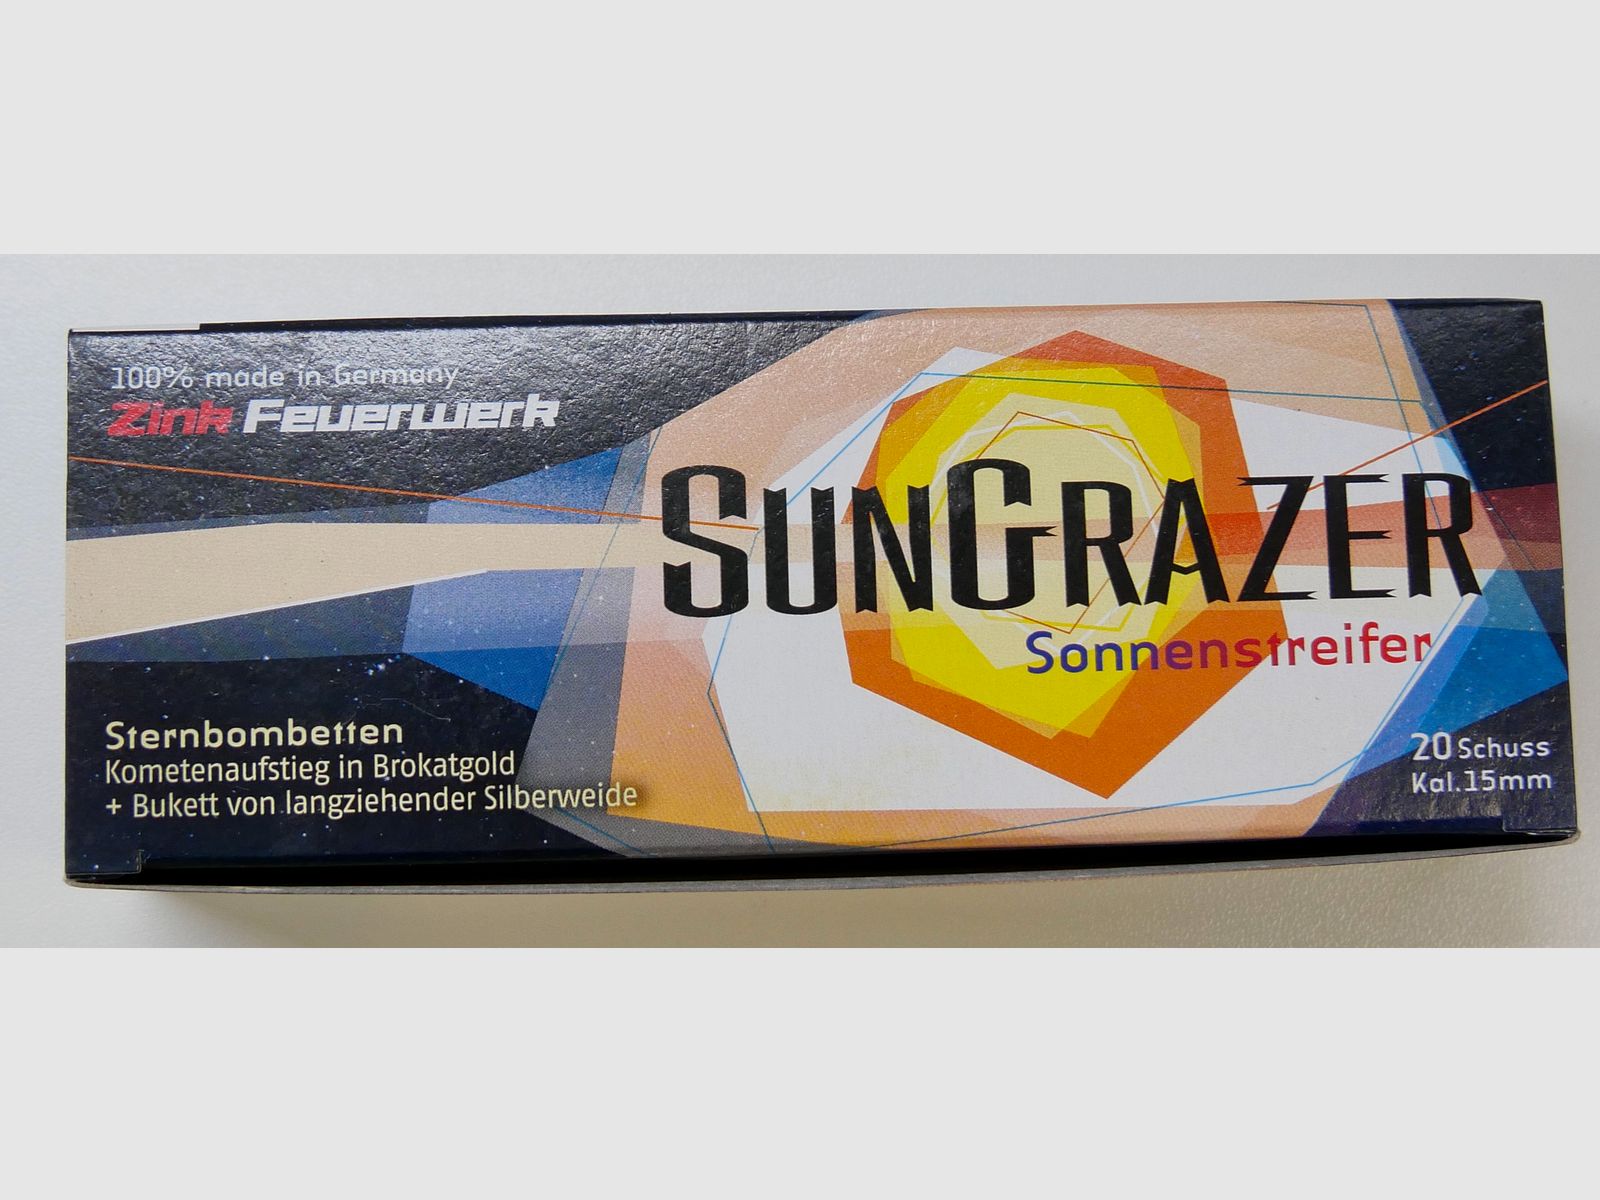 100% made in Germany
Zink Feuerwerk
SunGrazer
Sonnenstreifer
Sternbombetten
Kometenaufstieg in Brokatgold
+ Bukett von langziehender Silberweide
20 Schuss
Kal.15mm